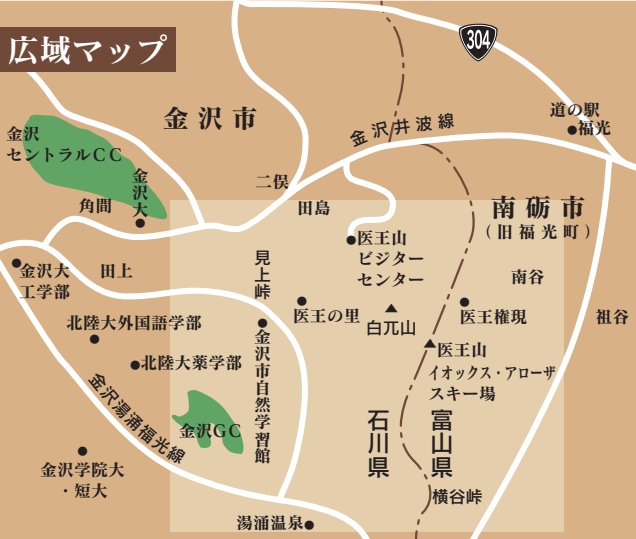 広域マップ
304
金沢市
金沢井波線
道の駅
福光
金沢
セントラルCC
金沢大
角間
二俣
田島
南砺市
(旧福光町)
医王山
ビジター
センター
見上峠
金沢大
工学部
田上
南谷
医王の里
医王権現
祖谷
北陸大外国語学部
白兀山
金沢市自然学習館
医王山
イオックス・アローザ
スキー場
北陸大薬学部
金沢湯涌福光線
金沢GC
石川県
富山県
金沢学院大
・短大
横谷峠
湯涌温泉